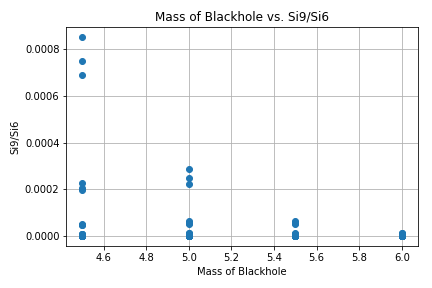 Mass of Blackhole vs. Si9/Si6
0.0008
0.0006
0.0004
0.0002
0.0000
Si9/Si6
4.6 4.8 5.0 5.2 5.4 5.6 5.8 6.0
Mass of Blackhole